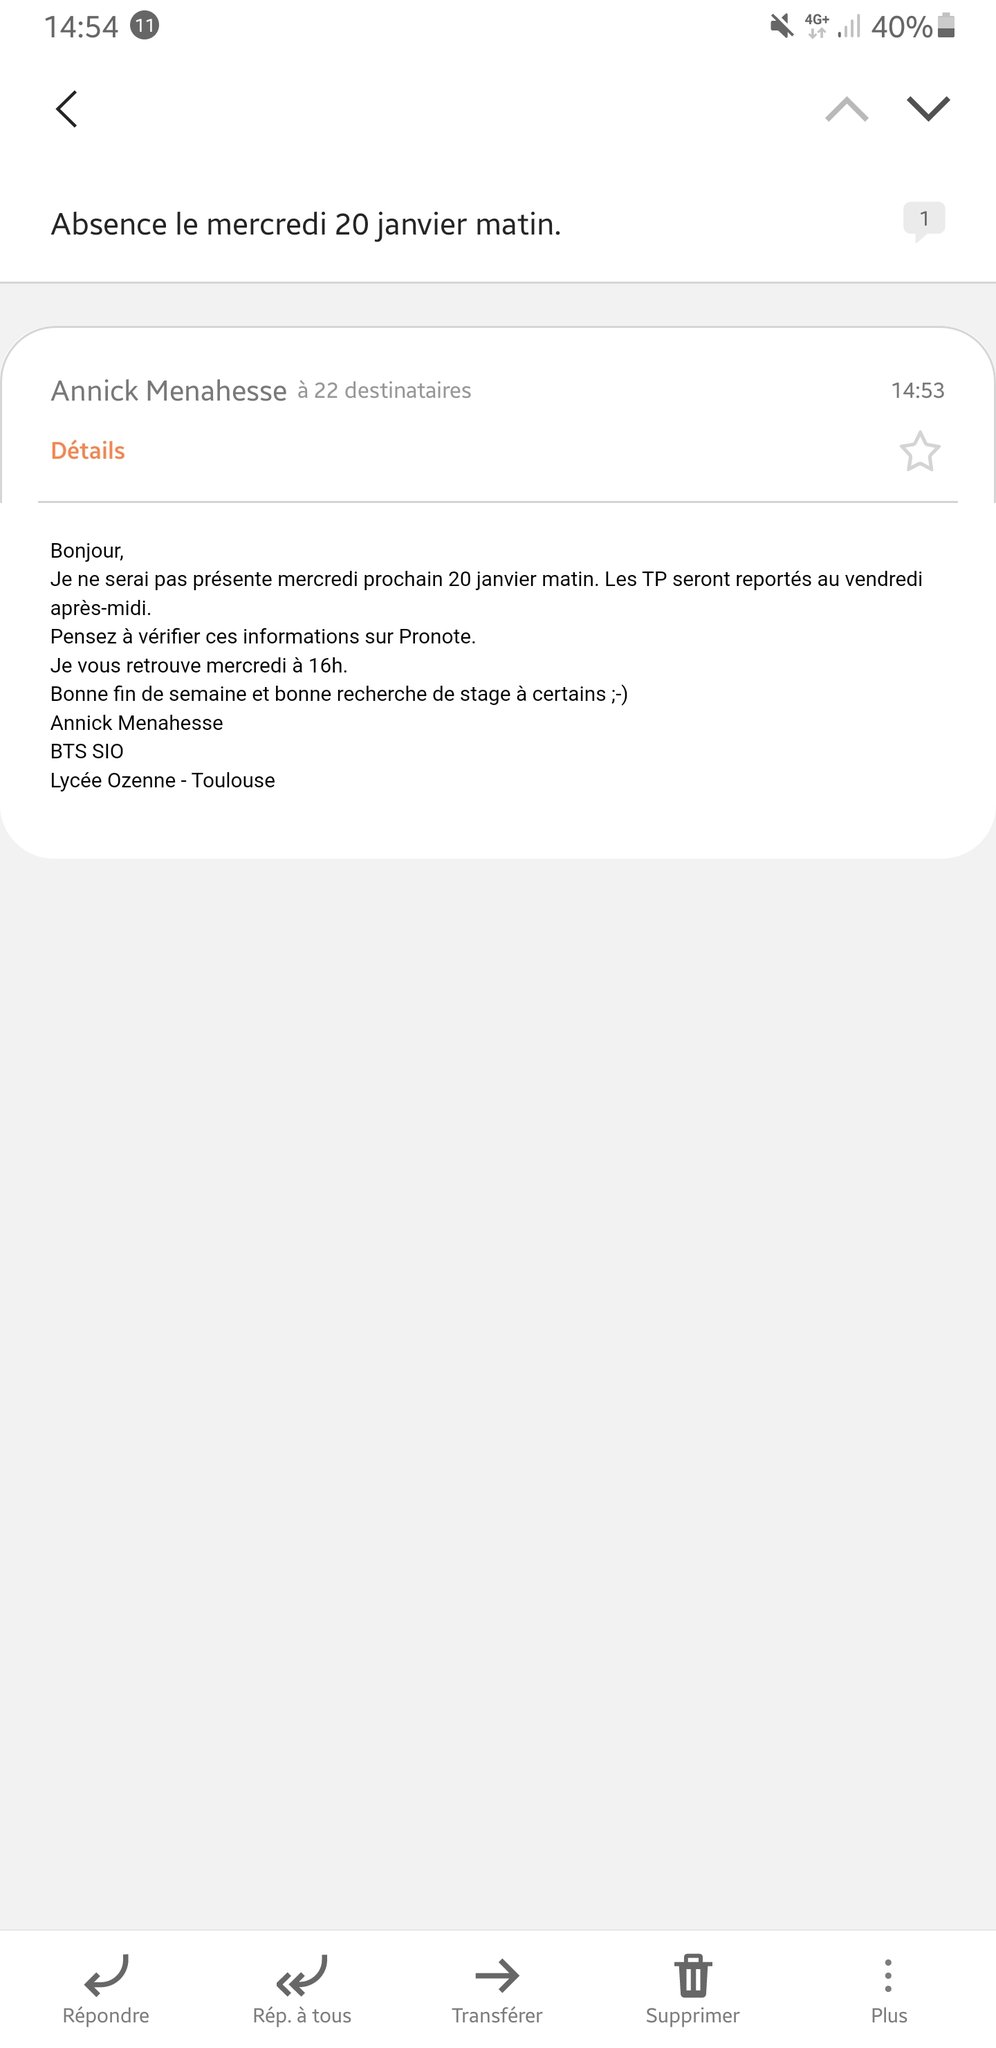 14:54 11 4G+ 40%
Absence le mercredi 20 janvier matin. 1
Annick Menahesse à 22 destinataires 14:53
Détails
Bonjour,
Je ne serai pas présente mercredi prochain 20 janvier matin. Les TP seront reportés au vendredi
après-midi.
Pensez à vérifier ces informations sur Pronote.
Je vous retrouve mercredi à 16h.
Bonne fin de semaine et bonne recherche de stage à certains ;-)
Annick Menahesse
BTS SIO
Lycée Ozenne - Toulouse
Répondre Rép. à tous Transférer Supprimer Plus